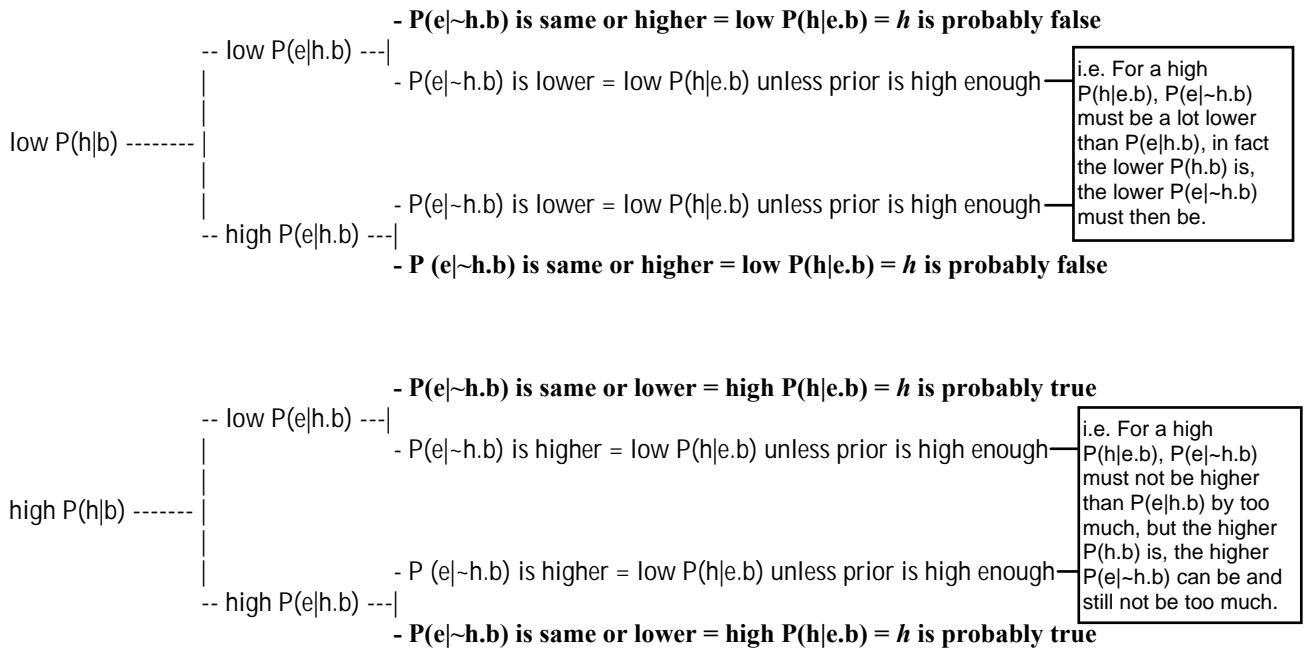 - P(e|~h.b) is same or higher = low P(h|e.b) = h is probably false
-- low P(e|h.b) ---|
- P(e|~h.b) is lower = low P(h|e.b) unless prior is high enough
i.e. For a high
P(h|e.b), P(e|~h.b)
must be a lot lower
than P(e|h.b), in fact
the lower P(h.b) is,
the lower P(e|~h.b)
must then be.
low P(h|b) -------- |
- P(e|~h.b) is lower = low P(h|e.b) unless prior is high enough
-- high P(e|h.b) ---|
- P (e|~h.b) is same or higher = low P(h|e.b) = h is probably false
- P(e|~h.b) is same or lower = high P(h|e.b) = h is probably true
-- low P(e|h.b) ---|
- P(e|~h.b) is higher = low P(h|e.b) unless prior is high enough
i.e. For a high
P(h|e.b), P(e|~h.b)
must not be higher
than P(e|h.b) by too
much, but the higher
P(h.b) is, the higher
P(e|~h.b) can be and
still not be too much.
high P(h|b) ------- |
- P (e|~h.b) is higher = low P(h|e.b) unless prior is high enough
-- high P(e|h.b) ---|
- P(e|~h.b) is same or lower = high P(h|e.b) = h is probably true